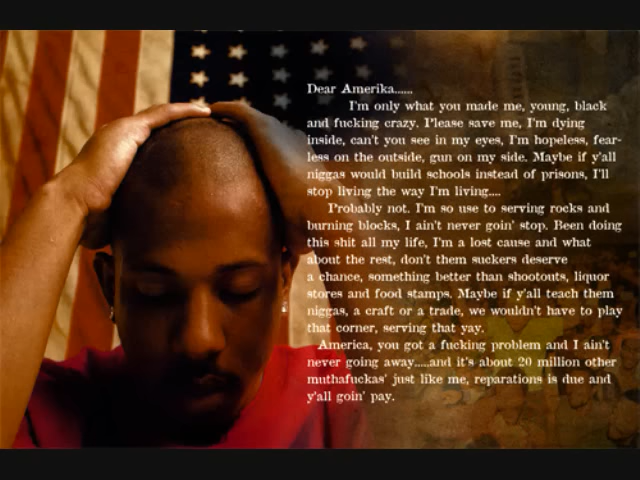 Dear Amerika......
I'm only what you made me, young, black
and fucking crazy. Please save me, I'm dying
inside, can't you see in my eyes, I'm hopeless, fear-
less on the outside, gun on my side. Maybe if y'all
niggas would build schools instead of prisons, I'll
stop living the way I'm living....
Probably not. I'm so use to serving rocks and
burning blocks, I ain't never goin' stop. Been doing
this shit all my life, I'm a lost cause and what
about the rest, don't them suckers deserve
a chance, something better than shootouts, liquor
stores and food stamps. Maybe if y'all teach them
niggas, a craft or a trade, we wouldn't have to play
that corner, serving that yay.
America, you got a fucking problem and I ain't
never going away.....and it's about 20 million other
muthafuckas' just like me, reparations is due and
y'all goin' pay.